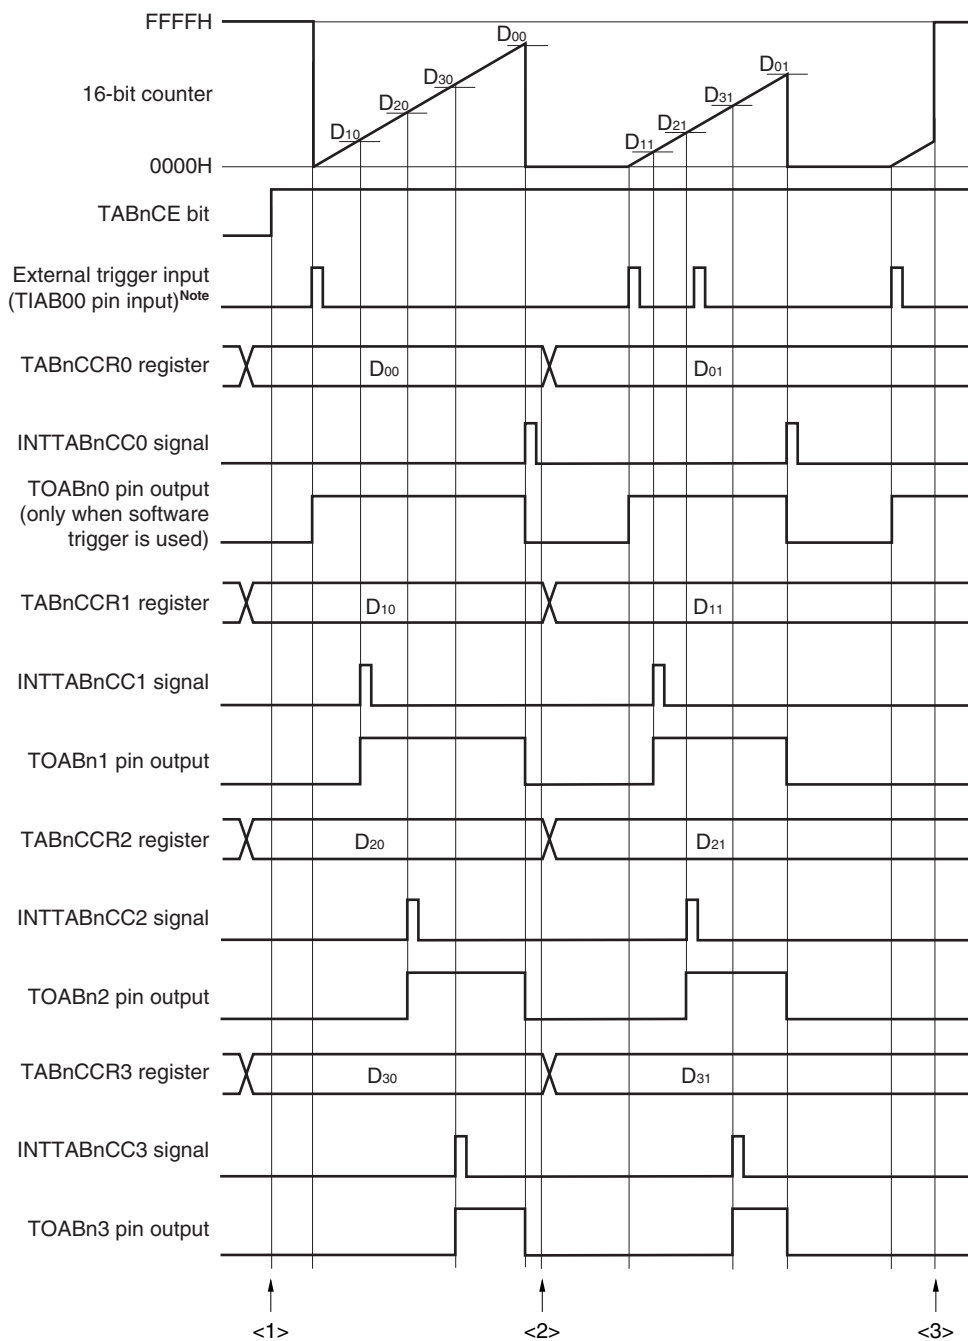 FFFFH
D00
D30
D20
D10
D01
D31
D21
D11
16-bit counter
0000H
TABnCE bit
External trigger input
(TIAB00 pin input)Note
TABnCCR0 register
D00
D01
INTTABnCC0 signal
TOABn0 pin output
(only when software
trigger is used)
TABnCCR1 register
D10
D11
INTTABnCC1 signal
TOABn1 pin output
TABnCCR2 register
D20
D21
INTTABnCC2 signal
TOABn2 pin output
TABnCCR3 register
D30
D31
INTTABnCC3 signal
TOABn3 pin output
<1>
<2>
<3>